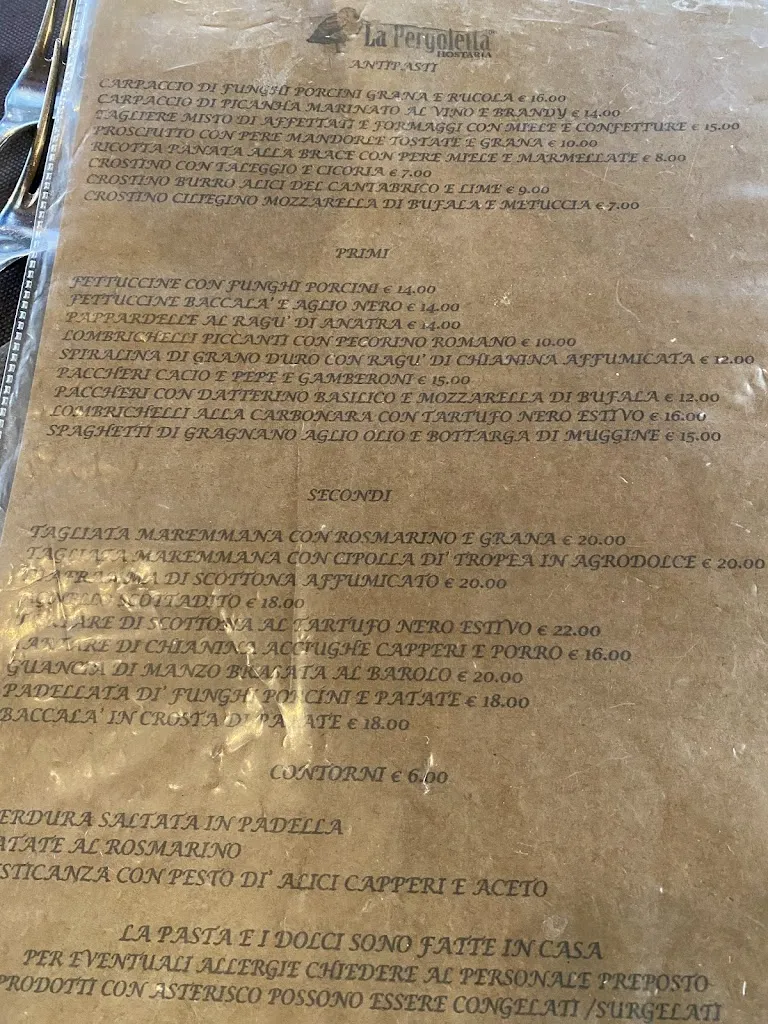 La Pergoletta
HOSTARIA
ANTIPASTI
CARPACCIO DI FUNGHI PORCINI GRANA E RUCOLA € 16.00
CARPACCIO DI PICANHA MARINATO AL VINO E BRANDY € 14.00
TAGLIERE MISTO DI AFFETTATI E FORMAGGI CON MIELE E CONFETTURE € 15.00
PROSCIUTTO CON PERE MANDORLE TOSTATE E GRANA € 10.00
RICOTTA PANATA ALLA BRACE CON PERE MIELE E MARMELLATE € 8.00
CROSTINO CON TALEGGIO E CICORIA € 7.00
CROSTINO BURRO ALICI DEL CANTABRICO E LIME € 9.00
CROSTINO CILIEGINO MOZZARELLA DI BUFALA E METUCCIA € 7.00
PRIMI
FETTUCCINE CON FUNGHI PORCINI € 14.00
FETTUCCINE BACCALA' E AGLIO NERO € 14.00
PAPPARDELLE AL RAGU' DI ANATRA € 14.00
LOMBRICHELLI PICCANTI CON PECORINO ROMANO € 10.00
SPIRALINA DI GRANO DURO CON RAGU' DI CHIANINA AFFUMICATA € 12.00
PACCHERI CACIO E PEPE E GAMBERONI € 15.00
PACCHERI CON DATTERINO BASILICO E MOZZARELLA DI BUFALA € 12.00
LOMBRICHELLI ALLA CARBONARA CON TARTUFO NERO ESTIVO € 16.00
SPAGHETTI DI GRAGNANO AGLIO OLIO E BOTTARGA DI MUGGINE € 15.00
SECONDI
TAGLIATA MAREMMANA CON ROSMARINO E GRANA € 20.00
TAGLIATA MAREMMANA CON CIPOLLA DI' TROPEA IN AGRODOLCE € 20.00
DI SCOTTONA AFFUMICATO € 20.00
SCOTTADITO € 18.00
DI SCOTTONA AL TARTUFO NERO ESTIVO € 22.00
DI CHIANINA ACCIUGHE CAPPERI E PORRO € 16.00
GUANCIA DI MANZO BRASATA AL BAROLO € 20.00
PADELLATA DI' FUNGHI PORCINI E PATATE € 18.00
BACCALA' IN CROSTA DI PATATE € 18.00
CONTORNI € 6.00
ERDURA SALTATA IN PADELLA
ATATE AL ROSMARINO
STICANZA CON PESTO DI' ALICI CAPPERI E ACETO
LA PASTA E I DOLCI SONO FATTE IN CASA
PER EVENTUALI ALLERGIE CHIEDERE AL PERSONALE PREPOSTO
PRODOTTI CON ASTERISCO POSSONO ESSERE CONGELATI /SURGELATI